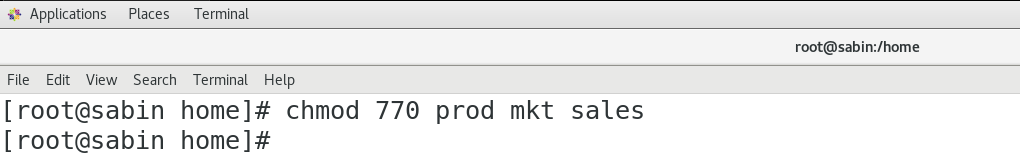 Applications Places Terminal
root@sabin:/home
File Edit View Search Terminal Help
[root@sabin home]# chmod 770 prod mkt sales
[root@sabin home]#